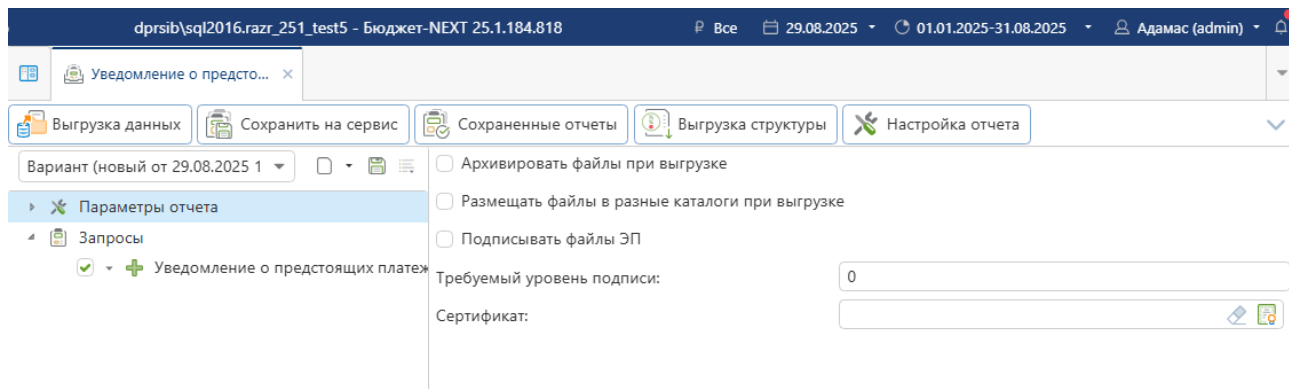 dprsib\sql2016.razr_251_test5 - Бюджет-NEXT 25.1.184.818 ₽ Все 29.08.2025 01.01.2025-31.08.2025 Адамас (admin)
Уведомление о предсто... ×
Выгрузка данных Сохранить на сервис Сохраненные отчеты Выгрузка структуры Настройка отчета
Вариант (новый от 29.08.2025 1
Параметры отчета
Запросы
Уведомление о предстоящих платеж
Архивировать файлы при выгрузке
Размещать файлы в разные каталоги при выгрузке
Подписывать файлы ЭП
Требуемый уровень подписи: 0
Сертификат: